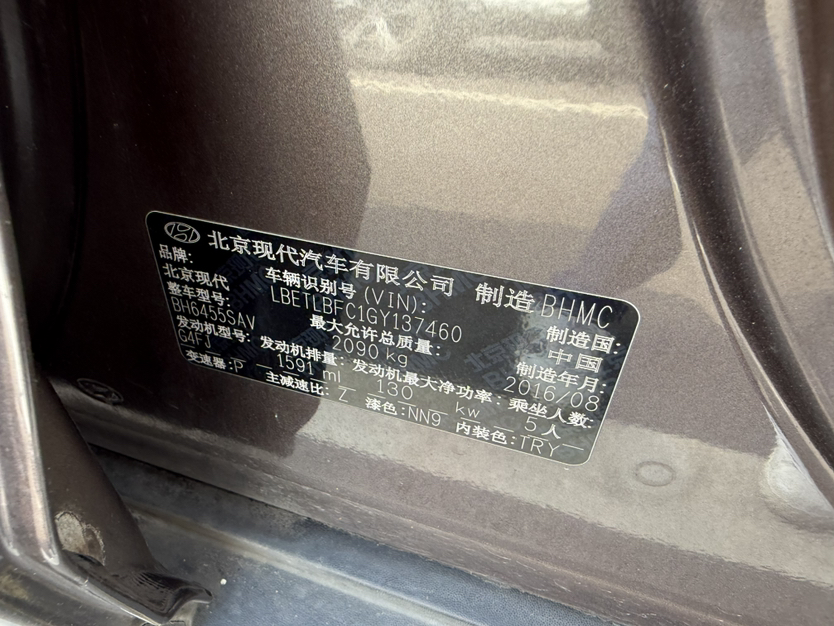 北京现代汽车有限公司 制造 BHMC
品牌: 北京现代 车辆识别号(VIN): LBETLBFC1GY137460 制造国: 中国
整车型号: BH6455SAV 最大允许总质量: 2090 kg 制造年月: 2016/08
发动机型号: G4FJ 发动机排量: 1591 ml 发动机最大净功率: 130 kw 乘坐人数: 5 人
变速器: P 主减速比: Z 漆色: NN9 内装色: TRY